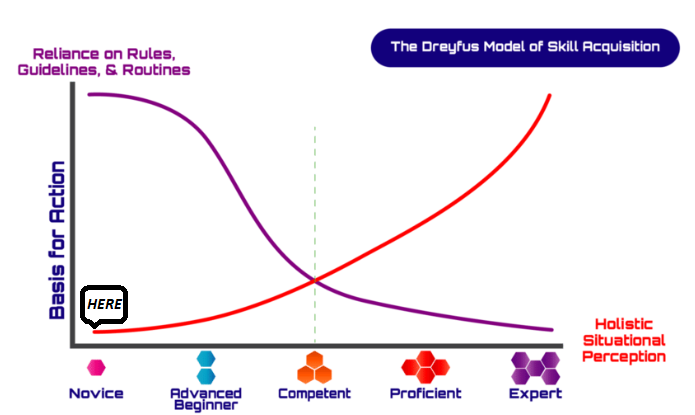 The Dreyfus Model of Skill Acquisition
Reliance on Rules,
Guidelines, & Routines
Basis for Action
HERE
Holistic
Situational
Perception
Novice
Advanced
Beginner
Competent
Proficient
Expert